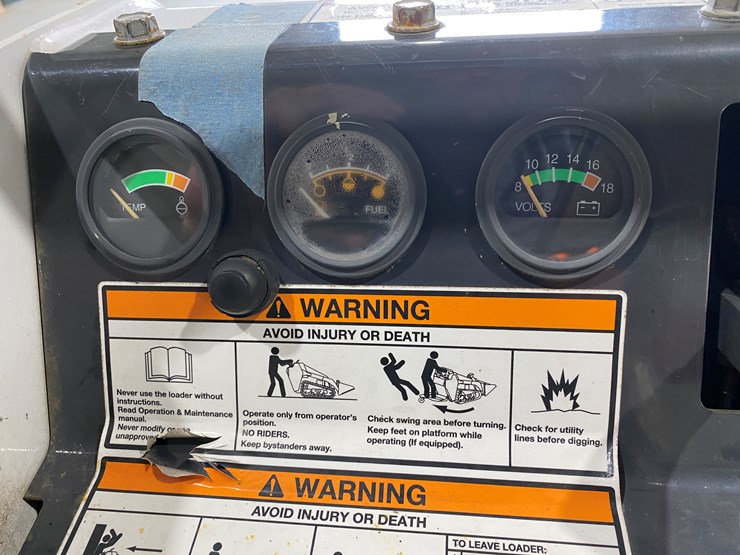 TEMP
FUEL
8 10 12 14 16 18
VOLTS
WARNING
AVOID INJURY OR DEATH
Never use the loader without
instructions.
Read Operation & Maintenance
manual.
Never modify or use
unapproved
Operate only from operator's
position.
NO RIDERS.
Keep bystanders away.
Check swing area before turning.
Keep feet on platform while
operating (If equipped).
Check for utility
lines before digging.
WARNING
AVOID INJURY OR DEATH
TO LEAVE LOADER: